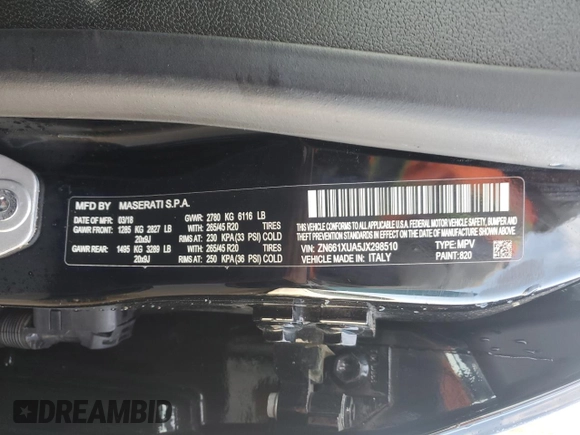 MFD BY MASERATI S.P.A.
DATE: 03/18 GVWR: 2780 KG 6116 LB
GAWR FRONT: 1285 KG 2827 LB WITH: 265/45 R20 TIRES
20x9J RIMS AT: 230 KPA (33 PSI) COLD
GAWR REAR: 1495 KG 3289 LB WITH: 265/45 R20 TIRES
20x9J RIMS AT: 250 KPA (36 PSI) COLD
THIS VEHICLE CONFORMS TO ALL APPLICABLE U.S.A. FEDERAL MOTOR VEHICLE
SAFETY, BUMPER, AND THEFT PREVENTION STANDARDS IN EFFECT ON THE DATE OF MANUFACTURE SHOWN ABOVE
VIN: ZN661XUA5JX298510 TYPE: MPV
VEHICLE MADE IN: ITALY PAINT: 820
DREAMBID